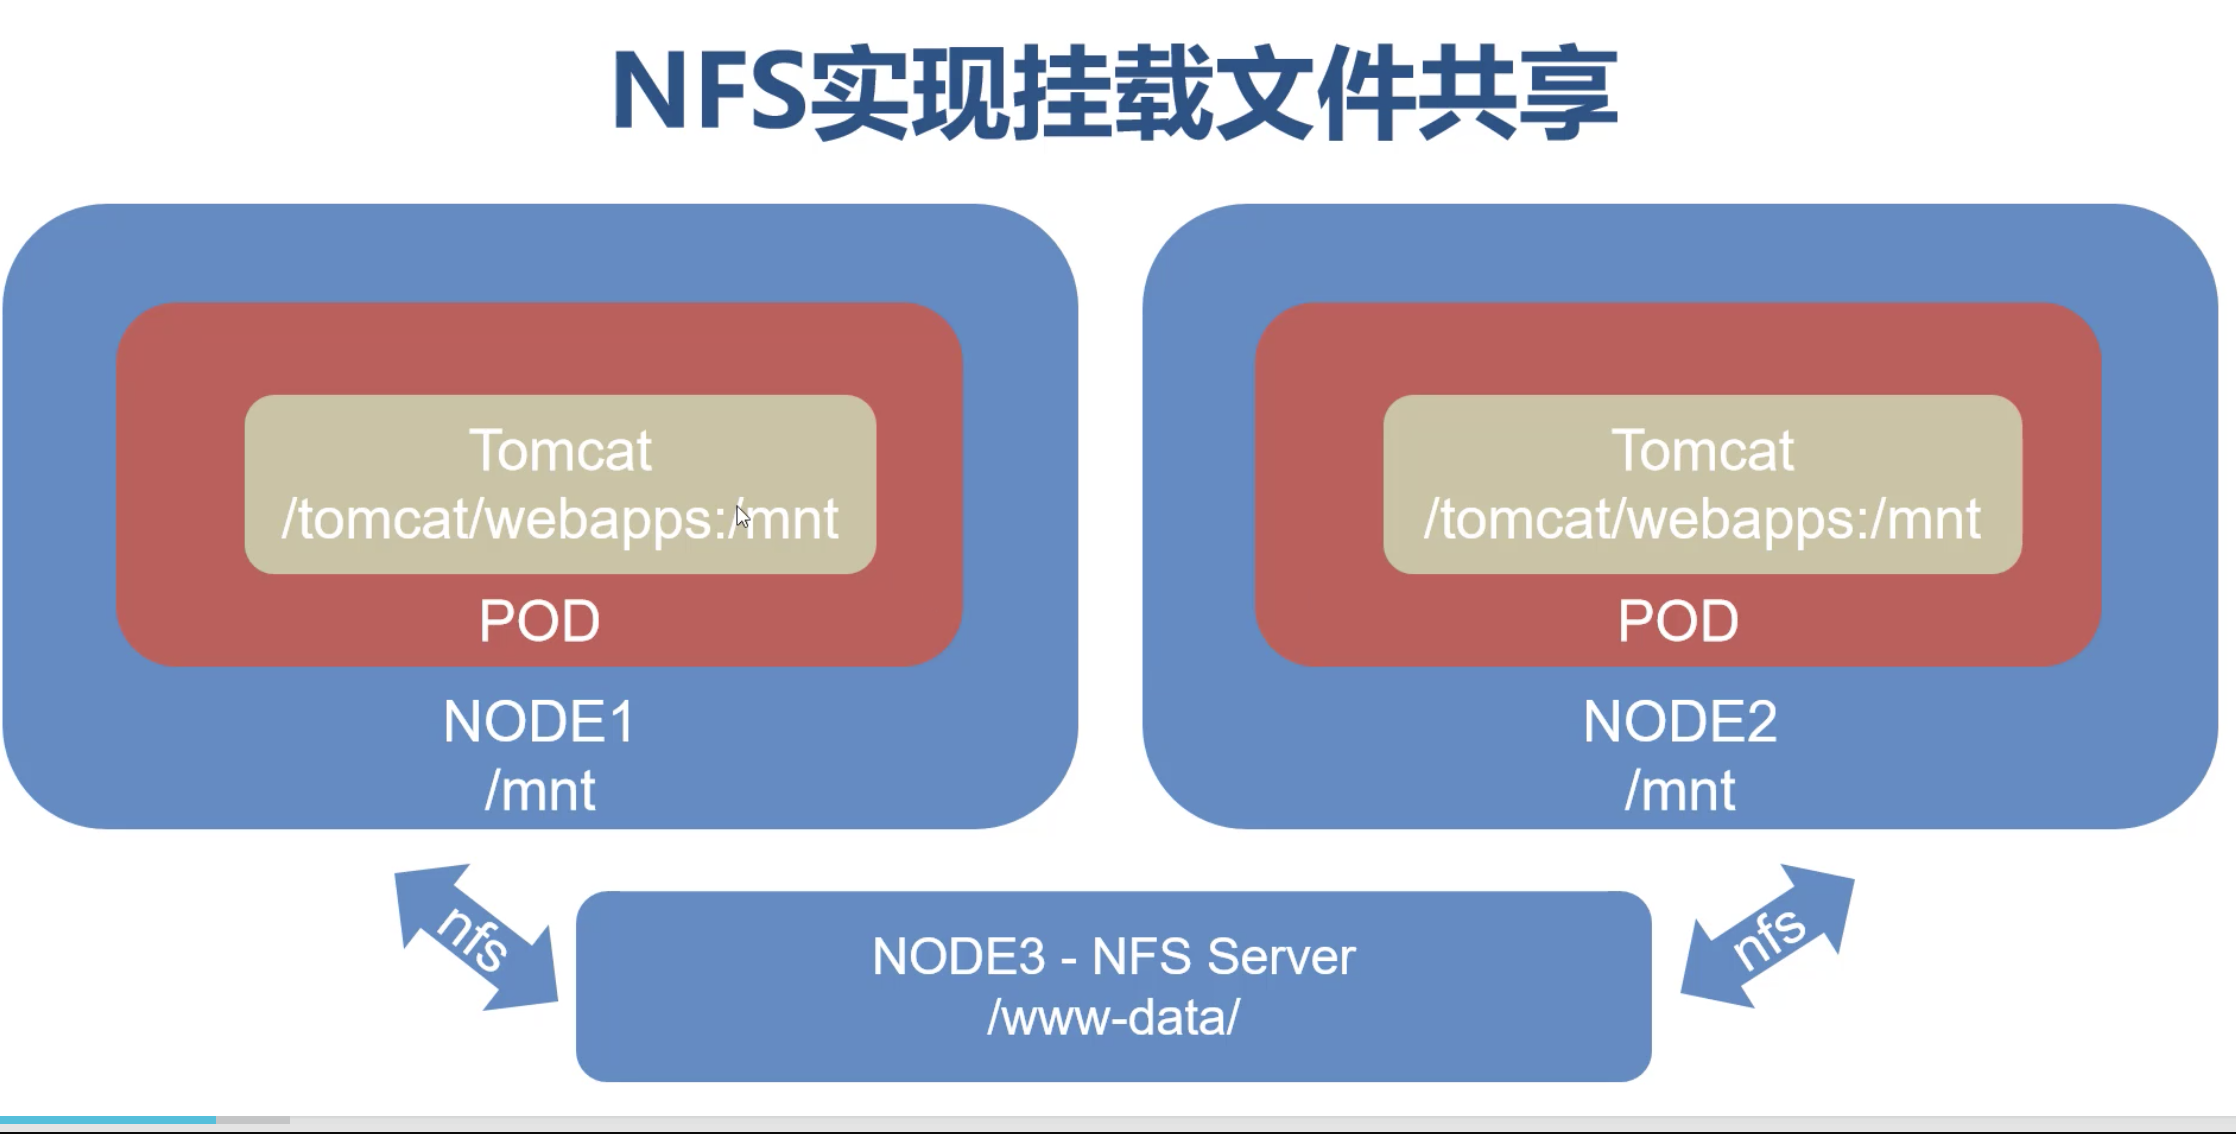 NFS实现挂载文件共享
Tomcat
/tomcat/webapps:/mnt
POD
NODE1
/mnt
Tomcat
/tomcat/webapps:/mnt
POD
NODE2
/mnt
nfs
NODE3 - NFS Server
/www-data/
nfs